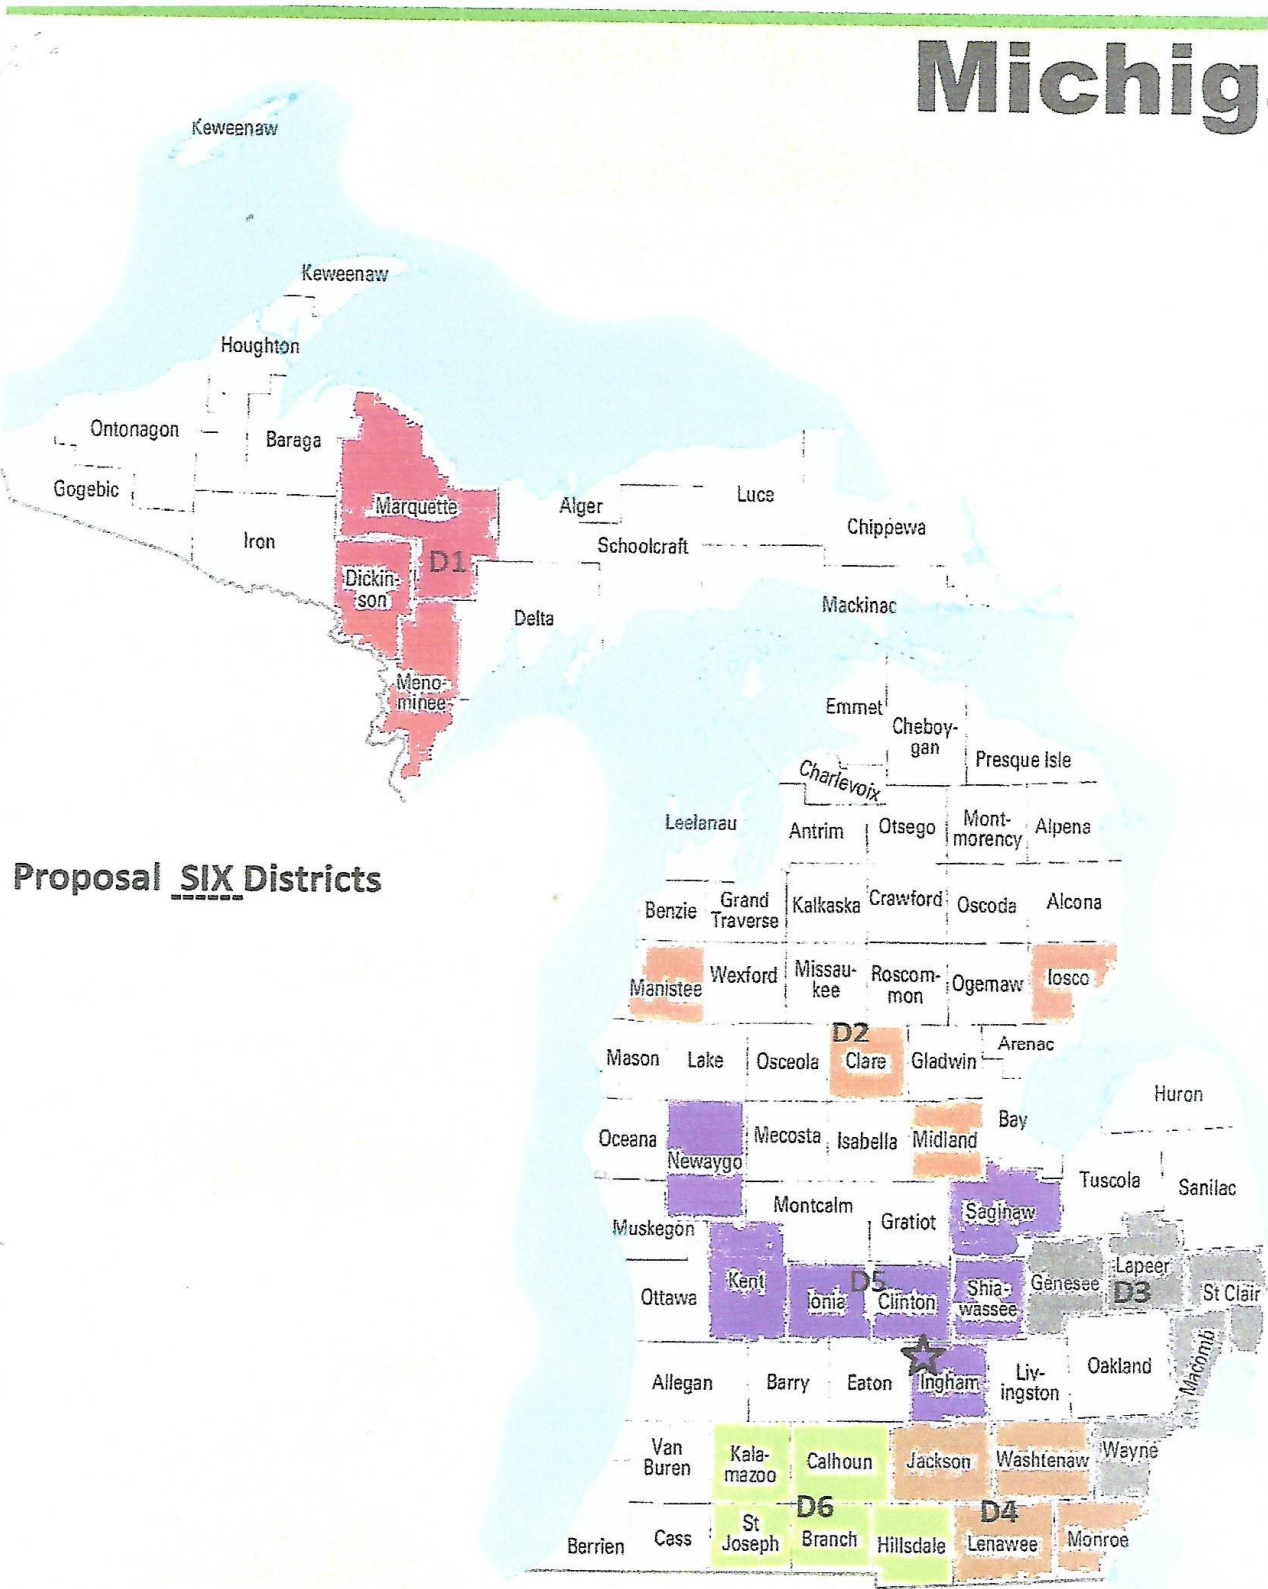 Michig
Keweenaw
Keweenaw
Houghton
Ontonagon
Baraga
Gogebic
Marquette
Alger
Luce
Iron
Schoolcraft
Chippewa
D1
Dickin-
son
Delta
Mackinac
Meno-
minee
Emmet
Cheboy-
gan
Presque Isle
Charlevoix
Leelanau
Antrim
Otsego
Mont-
morency
Alpena
Proposal SIX Districts
Benzie
Grand
Traverse
Kalkaska
Crawford
Oscoda
Alcona
Manistee
Wexford
Missau-
kee
Roscom-
mon
Ogemaw
Iosco
D2
Mason
Lake
Osceola
Clare
Gladwin
Arenac
Huron
Oceana
Newaygo
Mecosta
Isabella
Midland
Bay
Tuscola
Sanilac
Muskegon
Montcalm
Gratiot
Saginaw
Ottawa
Kent
Ionia
D5
Clinton
Shia-
wassee
Genesee
Lapeer
D3
St Clair
Allegan
Barry
Eaton
Ingham
Liv-
ingston
Oakland
Macomb
Van
Buren
Kala-
mazoo
Calhoun
Jackson
Washtenaw
Wayne
D6
D4
Berrien
Cass
St
Joseph
Branch
Hillsdale
Lenawee
Monroe